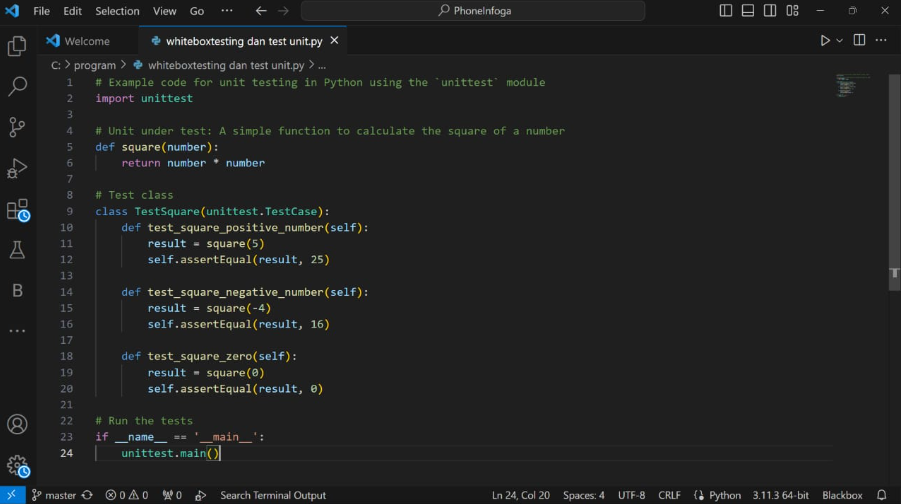 File Edit Selection View Go ··· PhoneInfoga
Welcome whiteboxtesting dan test unit.py
C: > program > whiteboxtesting dan test unit.py > ...
1 # Example code for unit testing in Python using the `unittest` module
2 import unittest
3
4 # Unit under test: A simple function to calculate the square of a number
5 def square(number):
6     return number * number
7
8 # Test class
9 class TestSquare(unittest.TestCase):
10     def test_square_positive_number(self):
11         result = square(5)
12         self.assertEqual(result, 25)
13
14     def test_square_negative_number(self):
15         result = square(-4)
16         self.assertEqual(result, 16)
17
18     def test_square_zero(self):
19         result = square(0)
20         self.assertEqual(result, 0)
21
22 # Run the tests
23 if __name__ == '__main__':
24     unittest.main()
B
master 0 0 0 Search Terminal Output Ln 24, Col 20 Spaces: 4 UTF-8 CRLF Python 3.11.3 64-bit Blackbox